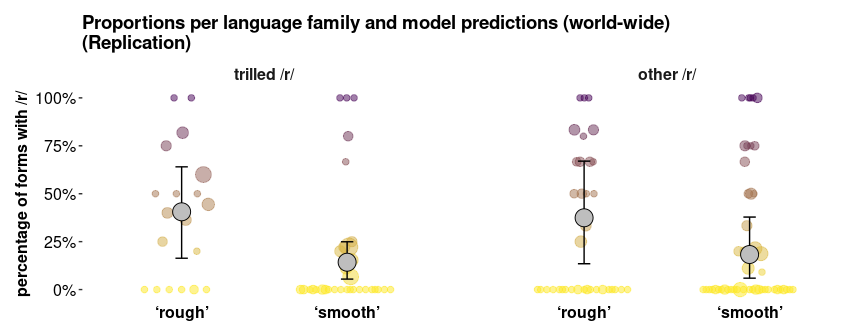 Proportions per language family and model predictions (world-wide)
(Replication)
trilled /r/
other /r/
percentage of forms with /r/
100%
75%
50%
25%
0%
‘rough’
‘smooth’
‘rough’
‘smooth’